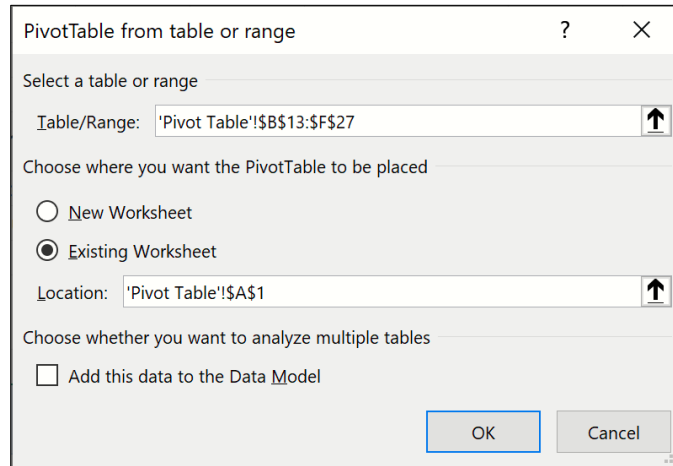 PivotTable from table or range ? ×
Select a table or range
Table/Range: 'Pivot Table'!$B$13:$F$27
Choose where you want the PivotTable to be placed
New Worksheet
Existing Worksheet
Location: 'Pivot Table'!$A$1
Choose whether you want to analyze multiple tables
Add this data to the Data Model
OK Cancel